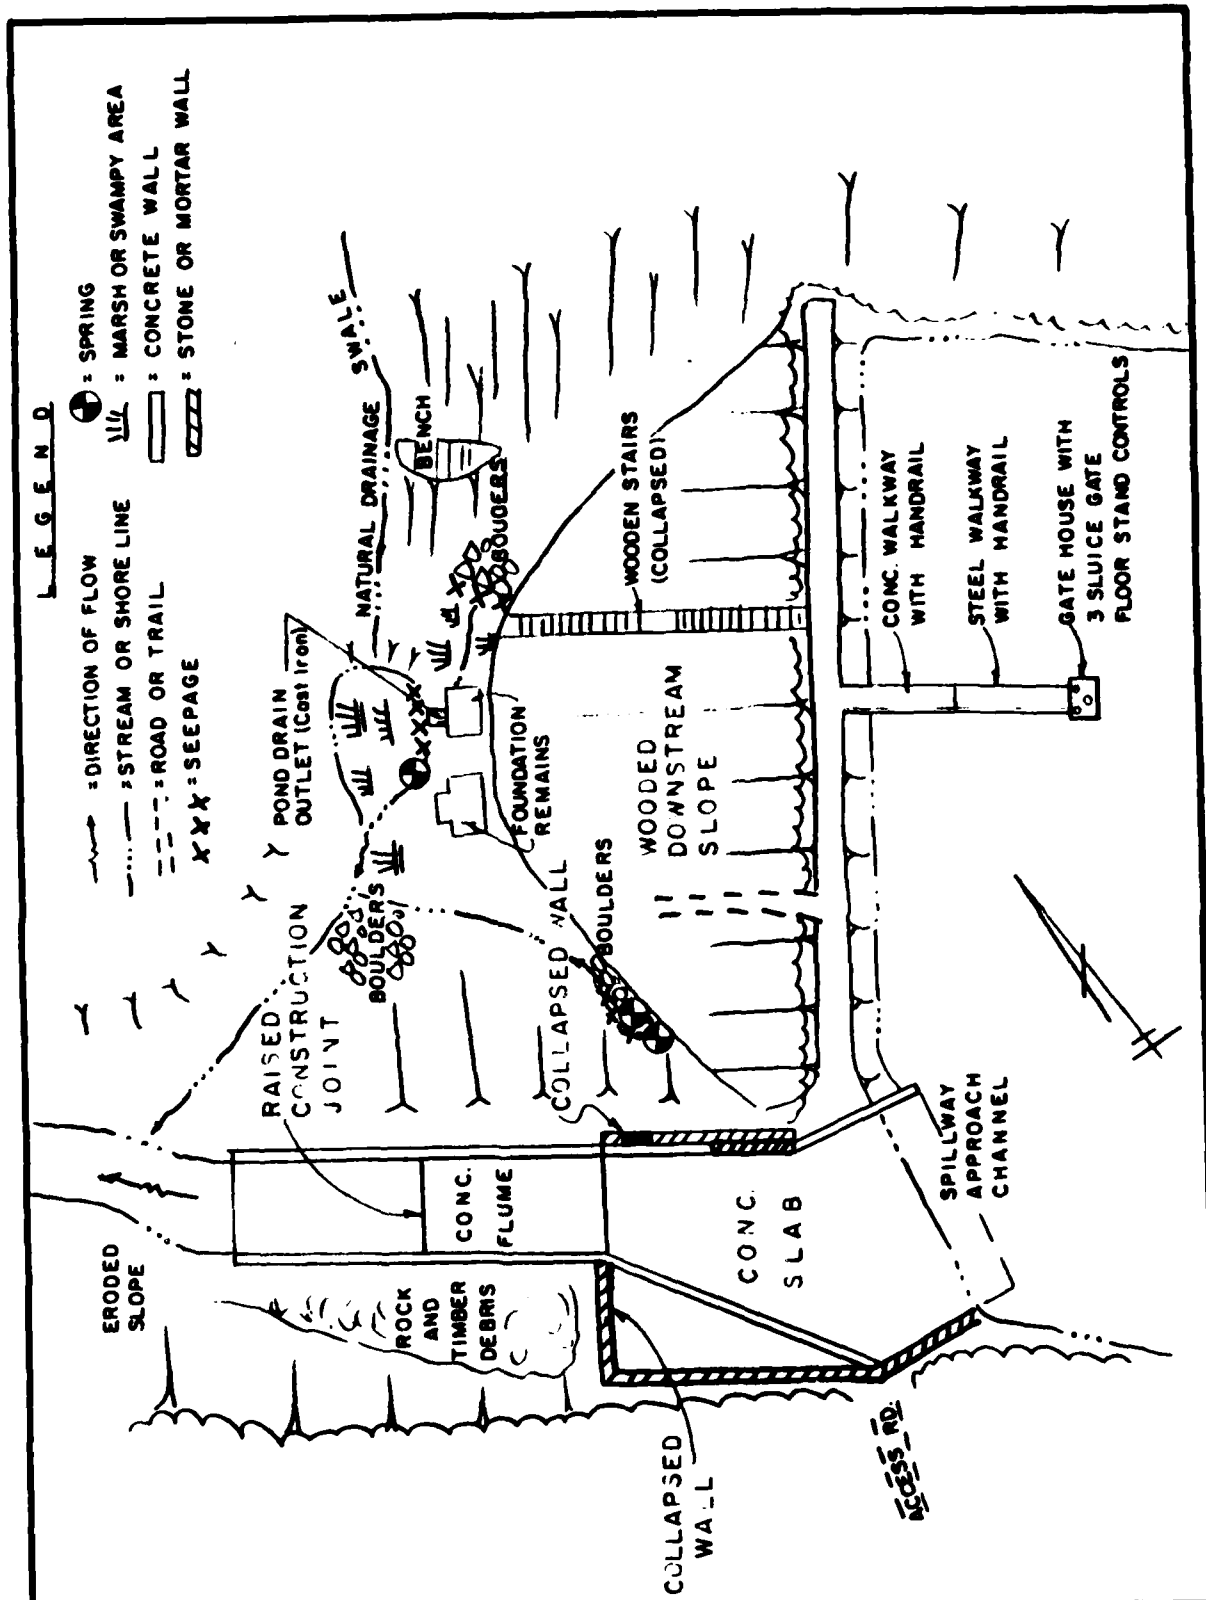 LEGEND
= DIRECTION OF FLOW
= STREAM OR SHORE LINE
= ROAD OR TRAIL
= SEEPAGE
= SPRING
= MARSH OR SWAMPY AREA
= CONCRETE WALL
= STONE OR MORTAR WALL
ERODED
SLOPE
RAISED
CONSTRUCTION
JOINT
POND DRAIN
OUTLET (Cast Iron)
NATURAL DRAINAGE SWALE
BENCH
BOUDERS
BOULDERS
ROCK
AND
TIMBER
DEBRIS
CONC.
FLUME
COLLAPSED WALL
FOUNDATION
REMAINS
BOULDERS
WOODEN STAIRS
(COLLAPSED)
WOODED
DOWNSTREAM
SLOPE
COLLAPSED
WALL
CONC.
SLAB
ACCESS RD.
SPILLWAY
APPROACH
CHANNEL
CONC. WALKWAY
WITH HANDRAIL
STEEL WALKWAY
WITH HANDRAIL
GATE HOUSE WITH
3 SLUICE GATE
FLOOR STAND CONTROLS